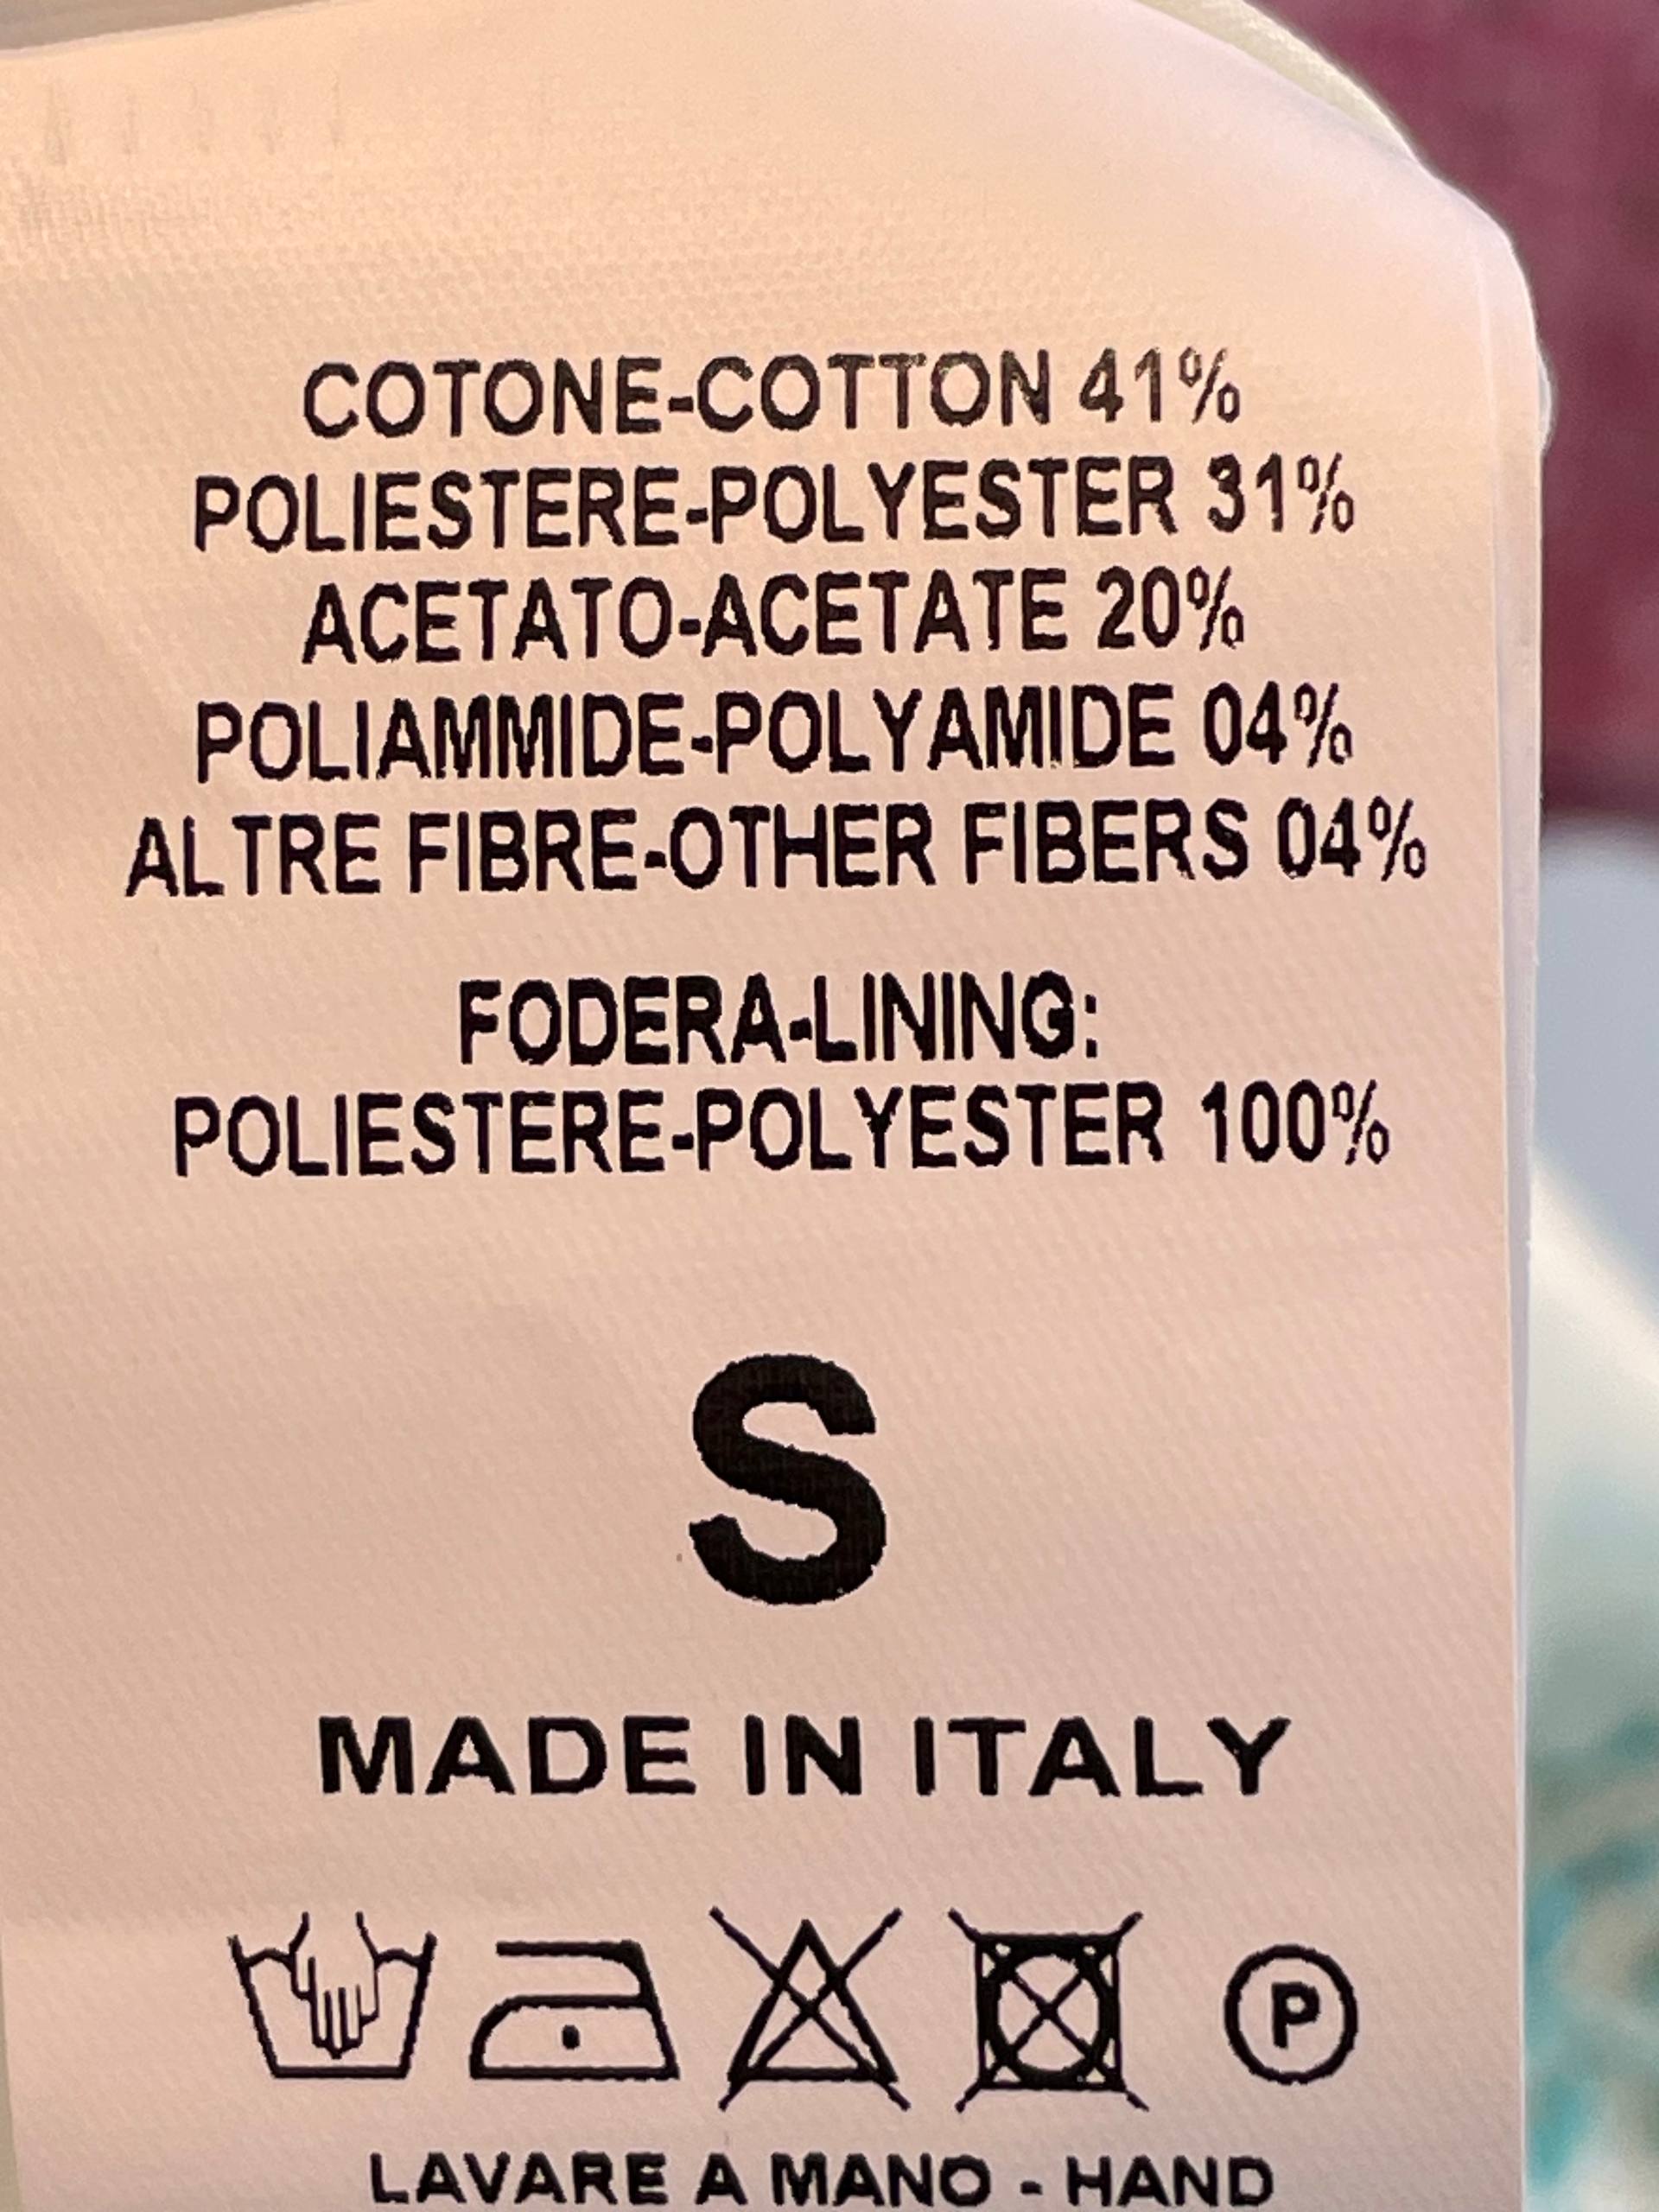 COTONE-COTTON 41%
POLIESTERE-POLYESTER 31%
ACETATO-ACETATE 20%
POLIAMMIDE-POLYAMIDE 04%
ALTRE FIBRE-OTHER FIBERS 04%
FODERA-LINING:
POLIESTERE-POLYESTER 100%
S
MADE IN ITALY
P
LAVARE A MANO - HAND